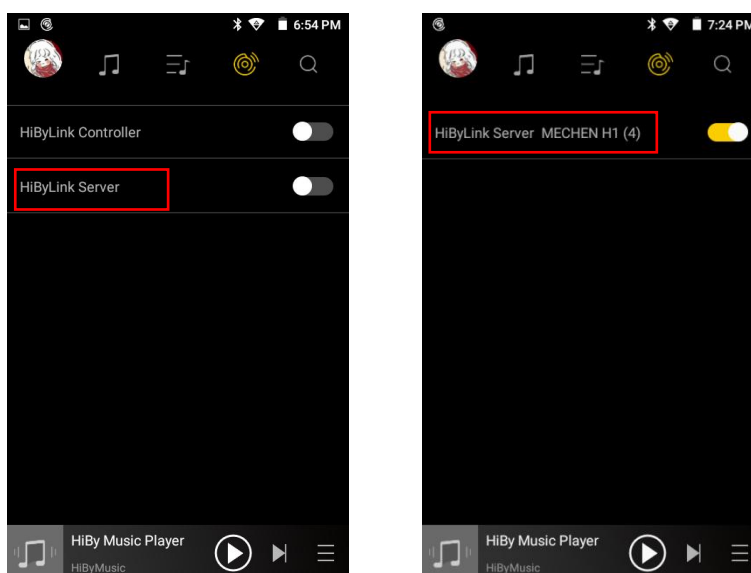 6:54 PM
HiByLink Controller
HiByLink Server
HiBy Music Player
HiByMusic
7:24 PM
HiByLink Server MECHEN H1 (4)
HiBy Music Player
HiByMusic